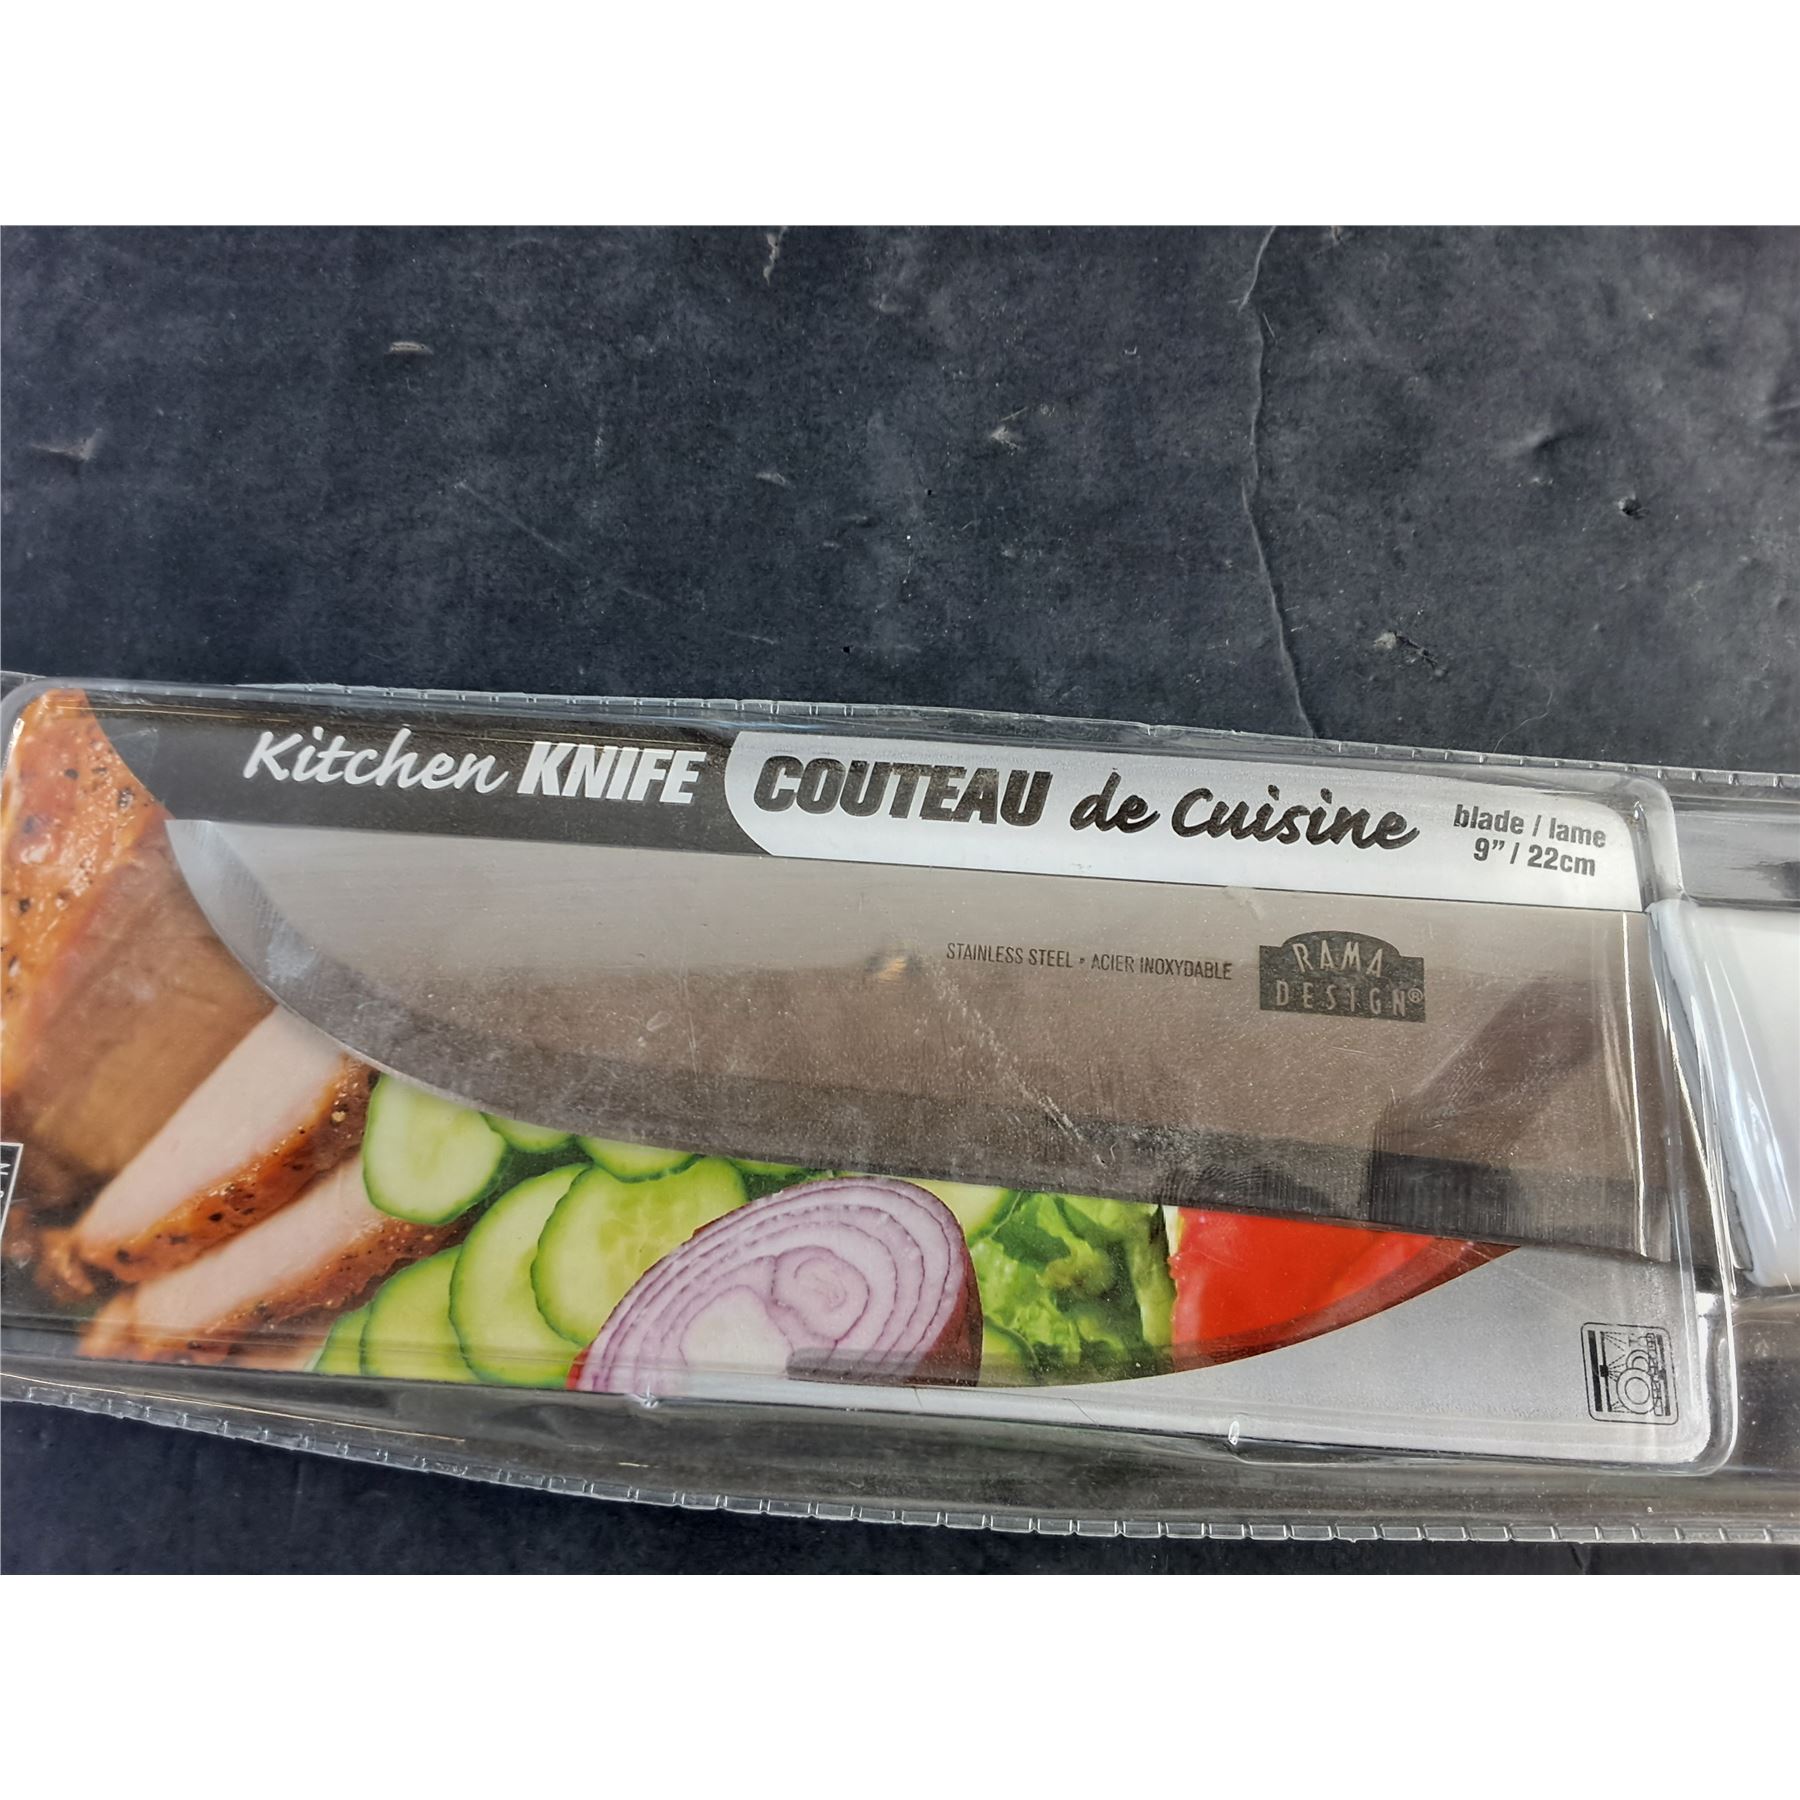 Kitchen KNIFE COUTEAU de Cuisine
blade / lame
9” / 22cm
STAINLESS STEEL • ACIER INOXYDABLE
RAMA
DESIGN®